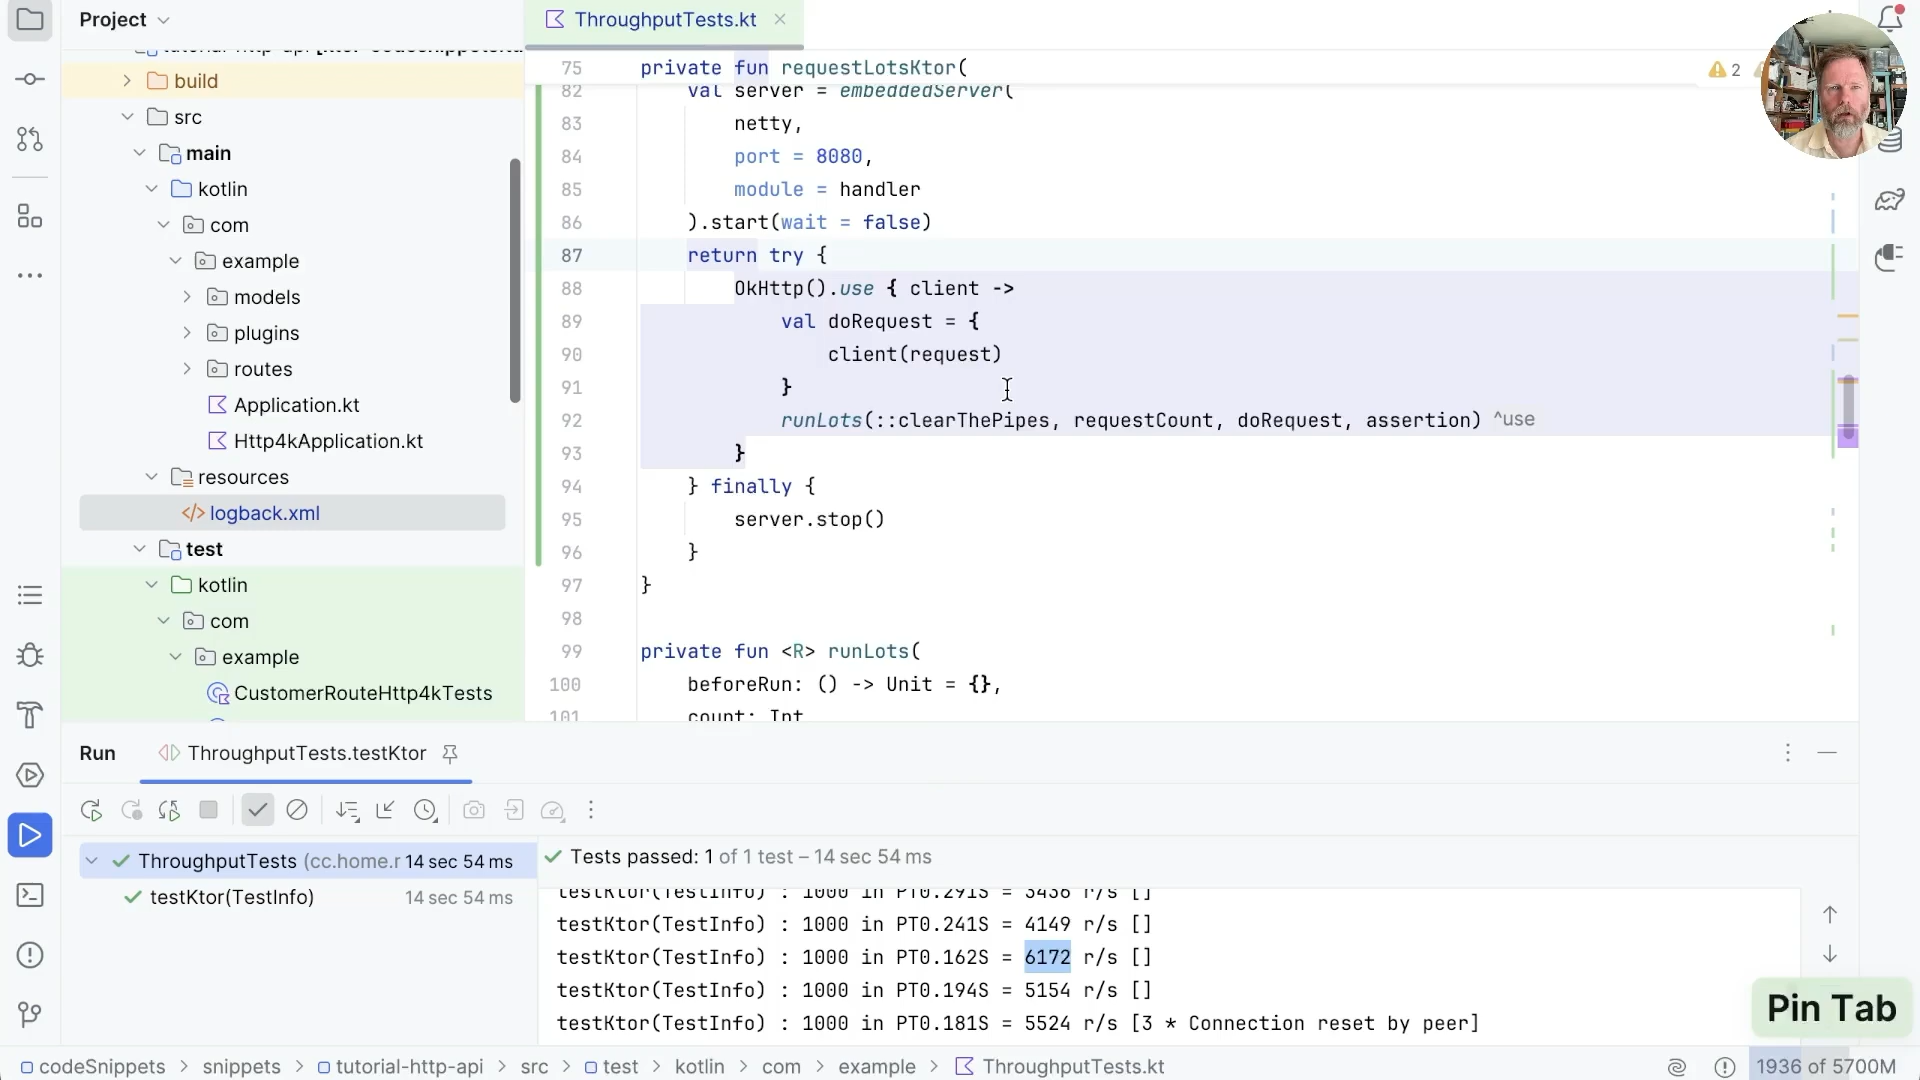 Project
build
src
main
kotlin
com
example
models
plugins
routes
Application.kt
Http4kApplication.kt
resources
</> logback.xml
test
kotlin
com
example
CustomerRouteHttp4kTests
ThroughputTests.kt
2
75 private fun requestLotsKtor(
82 val server = embeddedServer(
83 netty,
84 port = 8080,
85 module = handler
86 ).start(wait = false)
87 return try {
88 OkHttp().use { client ->
89 val doRequest = {
90 client(request)
91 }
92 runLots(::clearThePipes, requestCount, doRequest, assertion) ^use
93 }
94 } finally {
95 server.stop()
96 }
97 }
98
99 private fun <R> runLots(
100 beforeRun: () -> Unit = {},
101 count: Int
Run ThroughputTests.testKtor
ThroughputTests (cc.home.r 14 sec 54 ms
testKtor(TestInfo) 14 sec 54 ms
Tests passed: 1 of 1 test – 14 sec 54 ms
testKtor(TestInfo) : 1000 in PT0.291S = 3436 r/s []
testKtor(TestInfo) : 1000 in PT0.241S = 4149 r/s []
testKtor(TestInfo) : 1000 in PT0.162S = 6172 r/s []
testKtor(TestInfo) : 1000 in PT0.194S = 5154 r/s []
testKtor(TestInfo) : 1000 in PT0.181S = 5524 r/s [3 * Connection reset by peer]
Pin Tab
codeSnippets > snippets > tutorial-http-api > src > test > kotlin > com > example > ThroughputTests.kt
1936 of 5700M